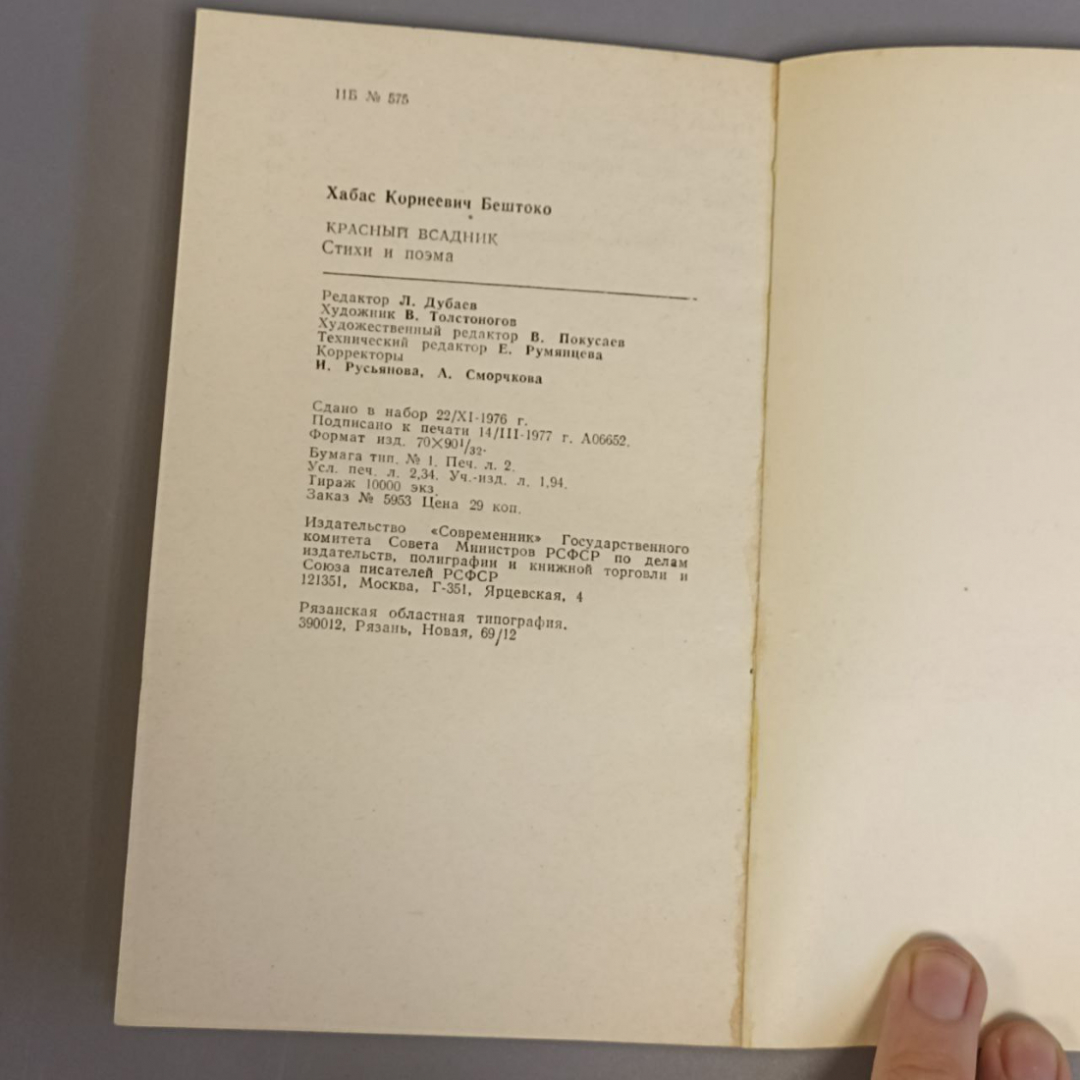 ИБ № 575
Хабас Корнеевич Бештоко
КРАСНЫЙ ВСАДНИК
Стихи и поэма
Редактор Л. Дубаев
Художник В. Толстоногов
Художественный редактор В. Покусаев
Технический редактор Е. Румянцева
Корректоры
И. Русьянова, А. Сморчкова
Сдано в набор 22/XI-1976 г.
Подписано к печати 14/III-1977 г. А06652.
Формат изд. 70×90¹/₃₂.
Бумага тип. № 1. Печ. л. 2.
Усл. печ. л. 2,34. Уч.-изд. л. 1,94.
Тираж 10000 экз.
Заказ № 5953 Цена 29 коп.
Издательство «Современник» Государственного
комитета Совета Министров РСФСР по делам
издательств, полиграфии и книжной торговли и
Союза писателей РСФСР
121351, Москва, Г-351, Ярцевская, 4
Рязанская областная типография.
390012, Рязань, Новая, 69/12